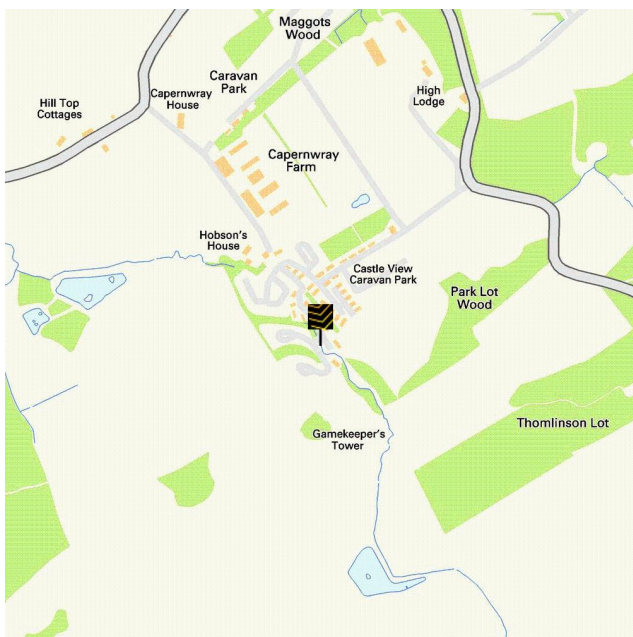 Maggots
Wood
Caravan
Park
High
Lodge
Capernwray
House
Hill Top
Cottages
Capernwray
Farm
Hobson's
House
Castle View
Caravan Park
Park Lot
Wood
Thomlinson Lot
Gamekeeper's
Tower